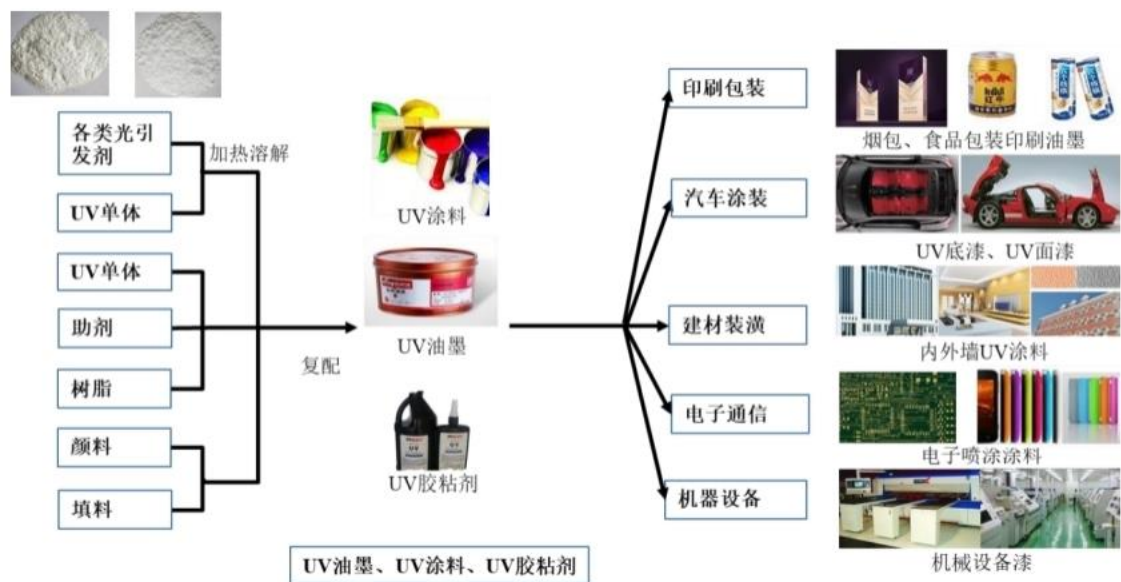 各类光引
发剂
加热溶解
UV单体
UV单体
助剂
树脂
颜料
填料
复配
UV涂料
UV油墨
UV胶粘剂
UV油墨、UV涂料、UV胶粘剂
印刷包装
汽车涂装
建材装潢
电子通信
机器设备
红牛
烟包、食品包装印刷油墨
UV底漆、UV面漆
内外墙UV涂料
电子喷涂涂料
机械设备漆
UV
UV